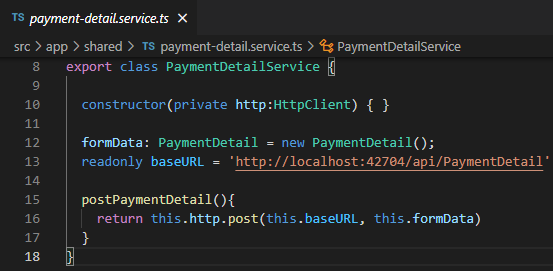 TS payment-detail.service.ts ×
src > app > shared > TS payment-detail.service.ts > PaymentDetailService
8 export class PaymentDetailService {
9
10 constructor(private http:HttpClient) { }
11
12 formData: PaymentDetail = new PaymentDetail();
13 readonly baseURL = 'http://localhost:42704/api/PaymentDetail'
14
15 postPaymentDetail(){
16 return this.http.post(this.baseURL, this.formData)
17 }
18 }